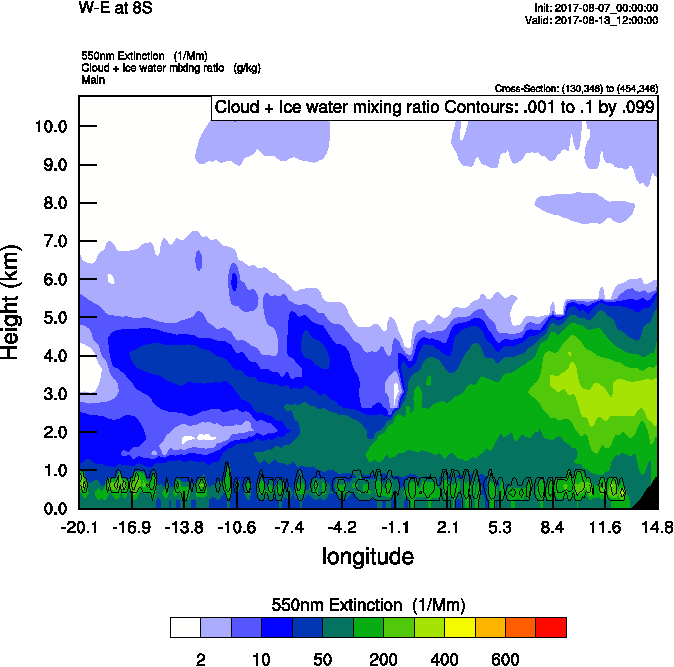 W-E at 8S
Init: 2017-08-07_00:00:00
Valid: 2017-08-13_12:00:00
550nm Extinction (1/Mm)
Cloud + Ice water mixing ratio (g/kg)
Main
Cross-Section: (130,346) to (454,346)
Cloud + Ice water mixing ratio Contours: .001 to .1 by .099
10.0
9.0
8.0
7.0
6.0
5.0
4.0
3.0
2.0
1.0
0.0
Height (km)
-20.1 -16.9 -13.8 -10.6 -7.4 -4.2 -1.1 2.1 5.3 8.4 11.6 14.8
longitude
550nm Extinction (1/Mm)
2 10 50 200 400 600